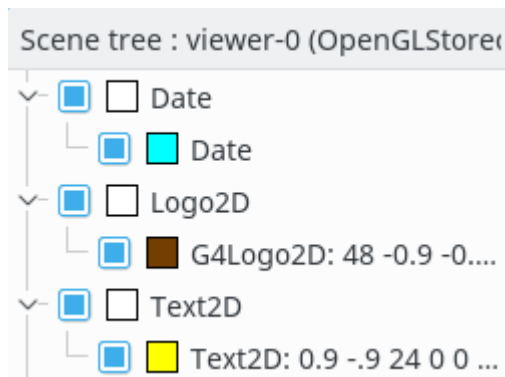 Scene tree : viewer-0 (OpenGLStored
Date
Date
Logo2D
G4Logo2D: 48 -0.9 -0....
Text2D
Text2D: 0.9 -.9 24 0 0 ...